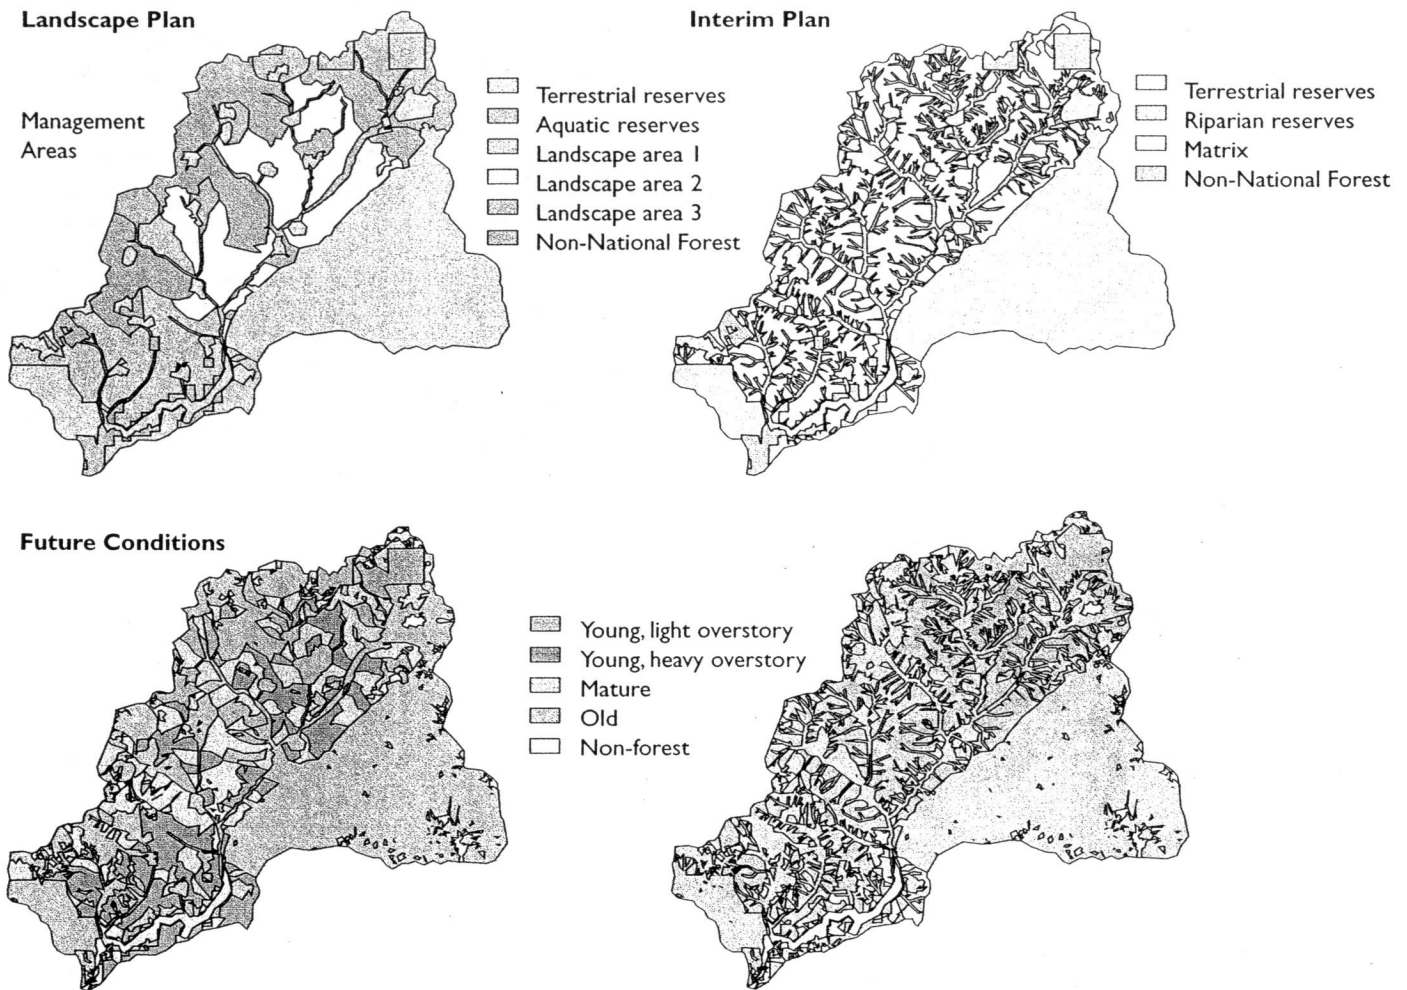 Landscape Plan
Interim Plan
Management
Areas
Terrestrial reserves
Aquatic reserves
Landscape area 1
Landscape area 2
Landscape area 3
Non-National Forest
Terrestrial reserves
Riparian reserves
Matrix
Non-National Forest
Future Conditions
Young, light overstory
Young, heavy overstory
Mature
Old
Non-forest